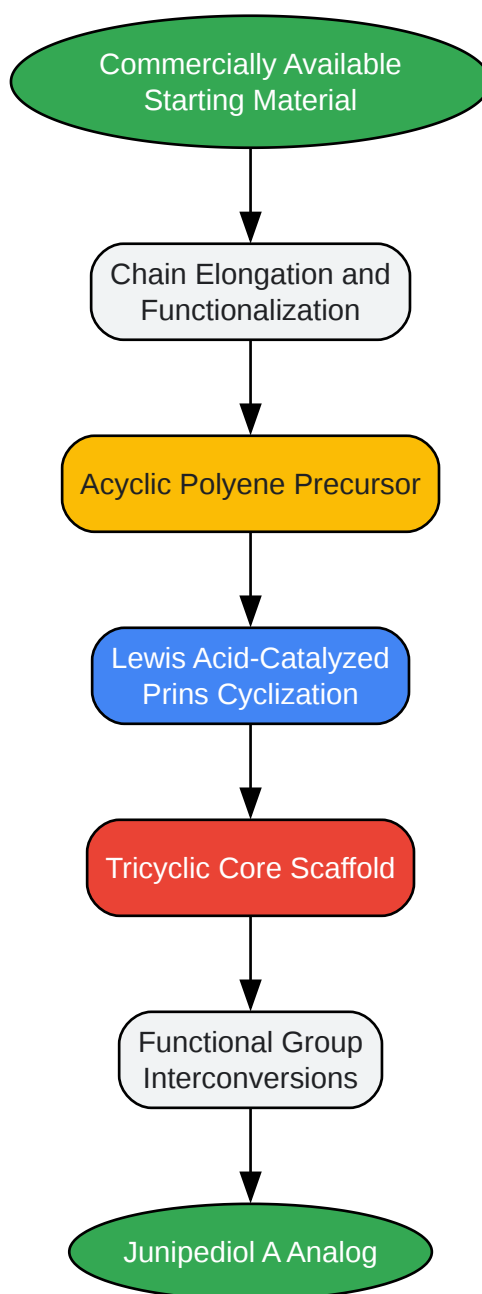 Commercially Available
Starting Material
Chain Elongation and
Functionalization
Acyclic Polyene Precursor
Lewis Acid-Catalyzed
Prins Cyclization
Tricyclic Core Scaffold
Functional Group
Interconversions
Junipediol A Analog